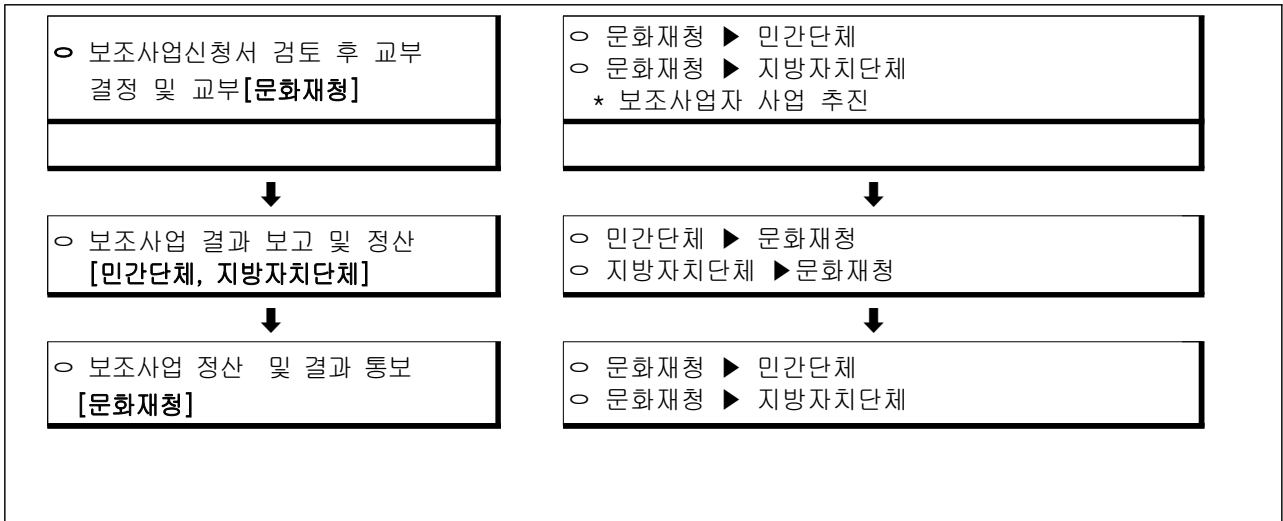 ○ 보조사업신청서 검토 후 교부
결정 및 교부[문화재청]
○ 문화재청 ▶ 민간단체
○ 문화재청 ▶ 지방자치단체
* 보조사업자 사업 추진
⬇
⬇
○ 보조사업 결과 보고 및 정산
[민간단체, 지방자치단체]
○ 민간단체 ▶ 문화재청
○ 지방자치단체 ▶문화재청
⬇
⬇
○ 보조사업 정산 및 결과 통보
[문화재청]
○ 문화재청 ▶ 민간단체
○ 문화재청 ▶ 지방자치단체